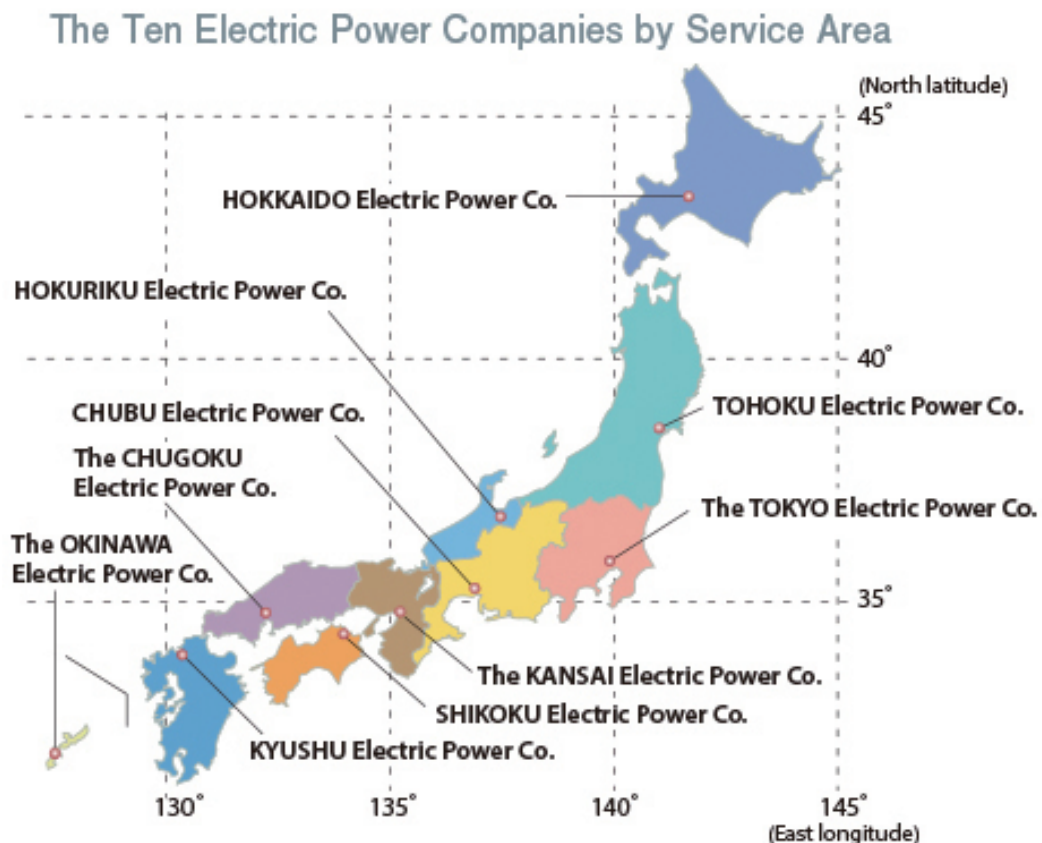 The Ten Electric Power Companies by Service Area
(North latitude)
45°
HOKKAIDO Electric Power Co.
HOKURIKU Electric Power Co.
40°
CHUBU Electric Power Co.
TOHOKU Electric Power Co.
The CHUGOKU
Electric Power Co.
The TOKYO Electric Power Co.
The OKINAWA
Electric Power Co.
35°
The KANSAI Electric Power Co.
SHIKOKU Electric Power Co.
KYUSHU Electric Power Co.
130°
135°
140°
145°
(East longitude)